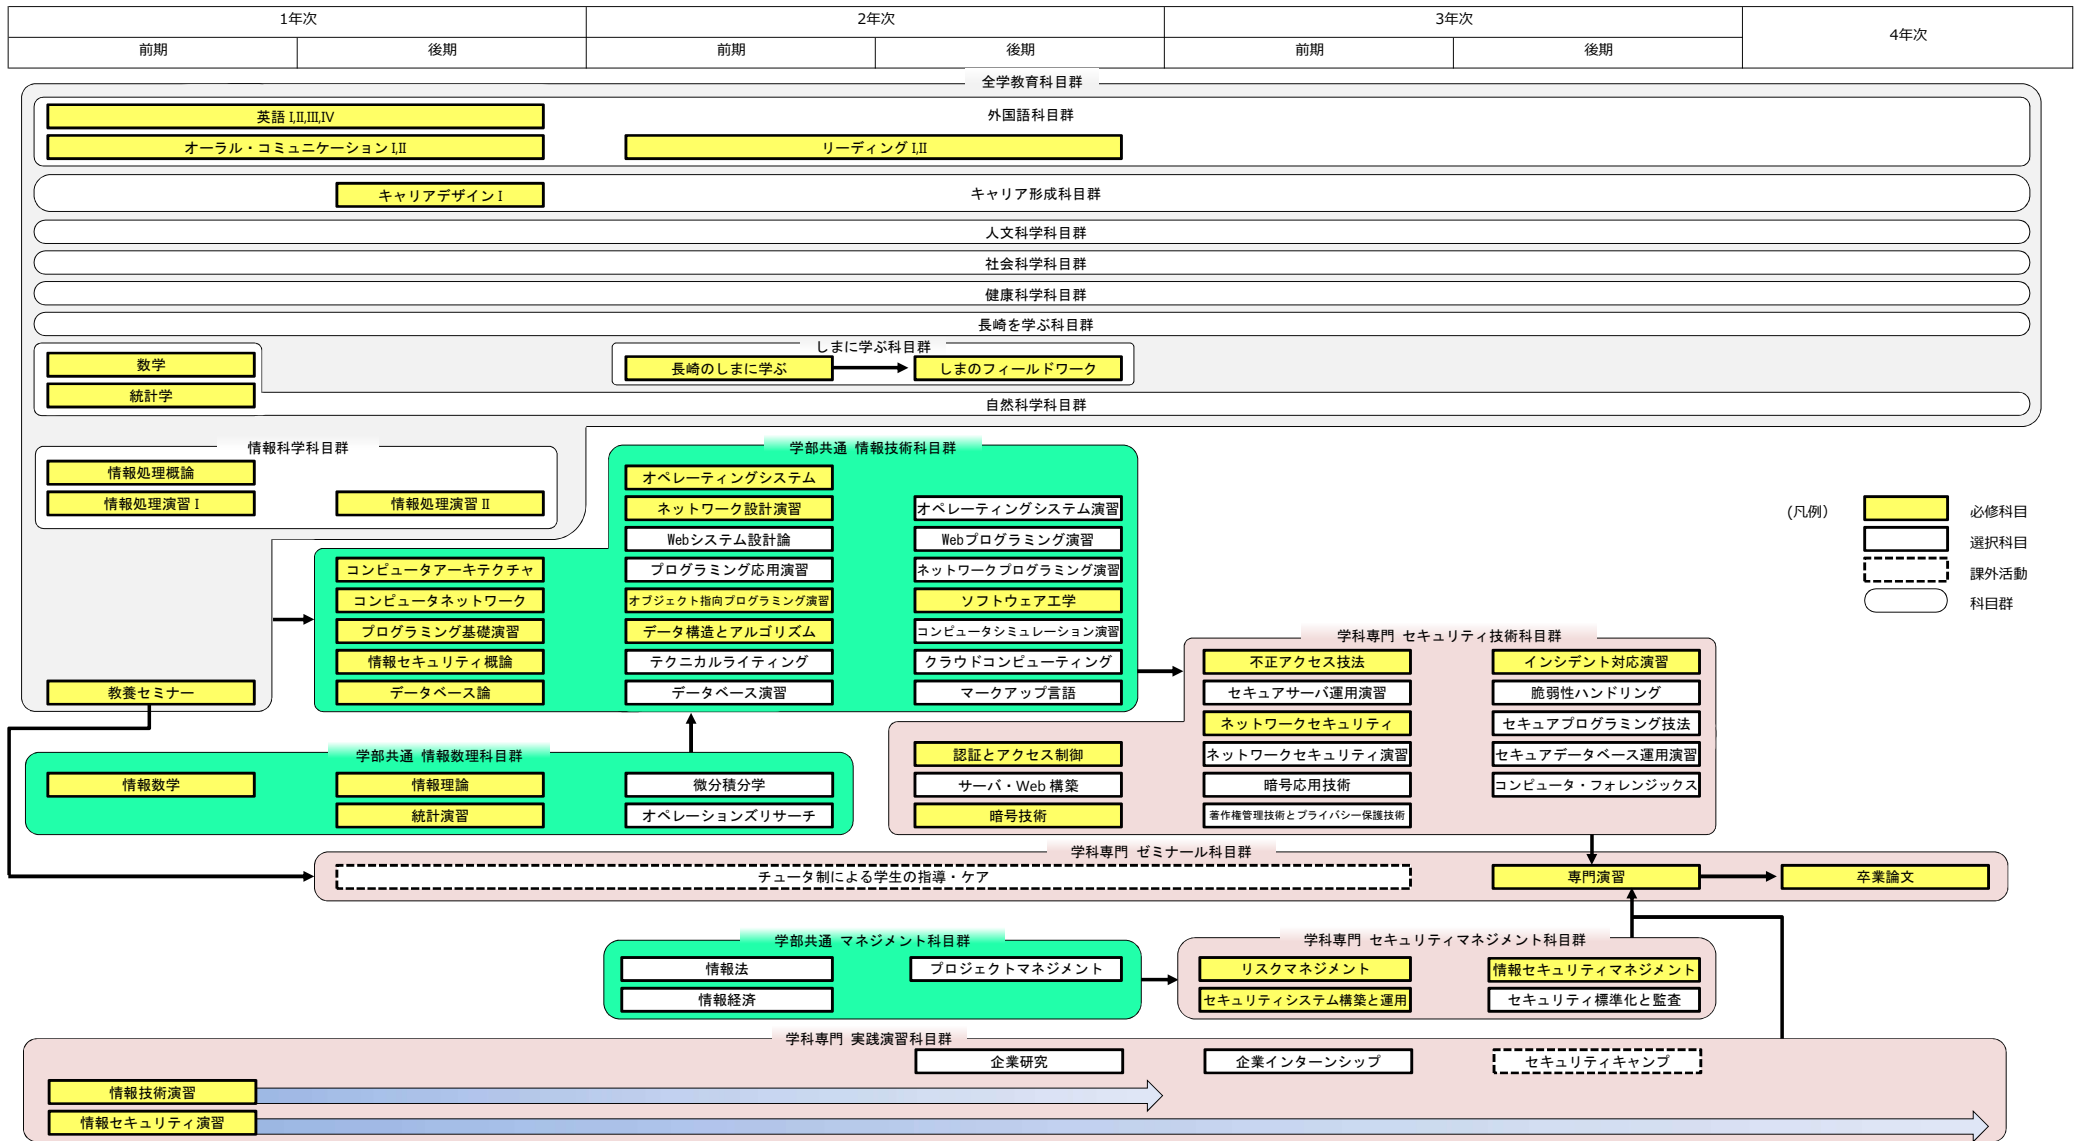 1年次
2年次
3年次
4年次
前期
後期
前期
後期
前期
後期
全学教育科目群
英語 I,II,III,IV
外国語科目群
オーラル・コミュニケーション I,II
リーディング I,II
キャリアデザイン I
キャリア形成科目群
人文科学科目群
社会科学科目群
健康科学科目群
長崎を学ぶ科目群
しまに学ぶ科目群
数学
長崎のしまに学ぶ
しまのフィールドワーク
統計学
自然科学科目群
情報科学科目群
情報処理概論
情報処理演習 I
情報処理演習 II
教養セミナー
学部共通 情報技術科目群
オペレーティングシステム
ネットワーク設計演習
オペレーティングシステム演習
Webシステム設計論
Webプログラミング演習
コンピュータアーキテクチャ
プログラミング応用演習
ネットワークプログラミング演習
コンピュータネットワーク
オブジェクト指向プログラミング演習
ソフトウェア工学
プログラミング基礎演習
データ構造とアルゴリズム
コンピュータシミュレーション演習
情報セキュリティ概論
テクニカルライティング
クラウドコンピューティング
データベース論
データベース演習
マークアップ言語
(凡例)
必修科目
選択科目
課外活動
科目群
学科専門 セキュリティ技術科目群
不正アクセス技法
インシデント対応演習
セキュアサーバ運用演習
脆弱性ハンドリング
ネットワークセキュリティ
セキュアプログラミング技法
認証とアクセス制御
ネットワークセキュリティ演習
セキュアデータベース運用演習
サーバ・Web 構築
暗号応用技術
コンピュータ・フォレンジックス
暗号技術
著作権管理技術とプライバシー保護技術
学部共通 情報数理科目群
情報数学
情報理論
微分積分学
統計演習
オペレーションズリサーチ
学科専門 ゼミナール科目群
チュータ制による学生の指導・ケア
専門演習
卒業論文
学部共通 マネジメント科目群
情報法
プロジェクトマネジメント
情報経済
学科専門 セキュリティマネジメント科目群
リスクマネジメント
情報セキュリティマネジメント
セキュリティシステム構築と運用
セキュリティ標準化と監査
学科専門 実践演習科目群
企業研究
企業インターンシップ
セキュリティキャンプ
情報技術演習
情報セキュリティ演習